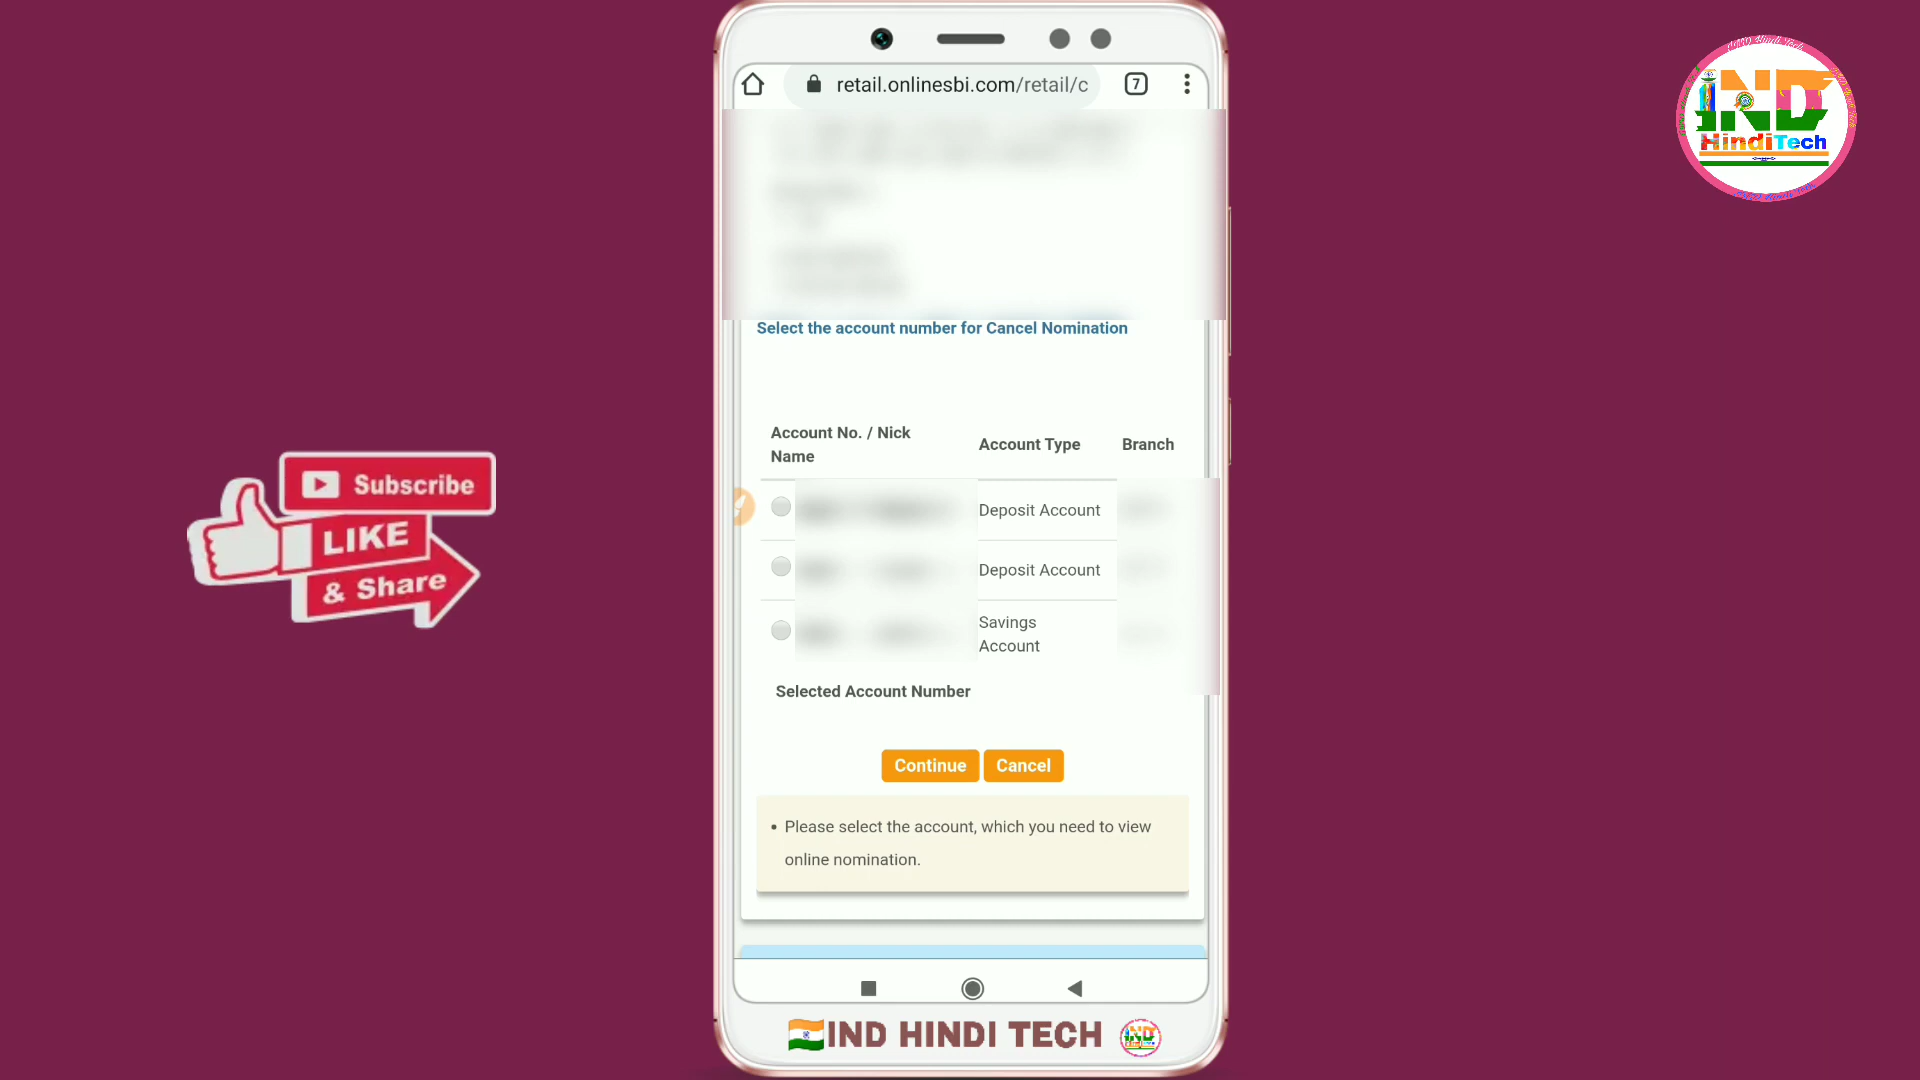 retail.onlinesbi.com/retail/c
7
IND
HindiTech
Select the account number for Cancel Nomination
Account No. / Nick
Name
Account Type
Branch
Deposit Account
Deposit Account
Savings
Account
Selected Account Number
Continue
Cancel
Please select the account, which you need to view
online nomination.
Subscribe
LIKE
& Share
IND HINDI TECH